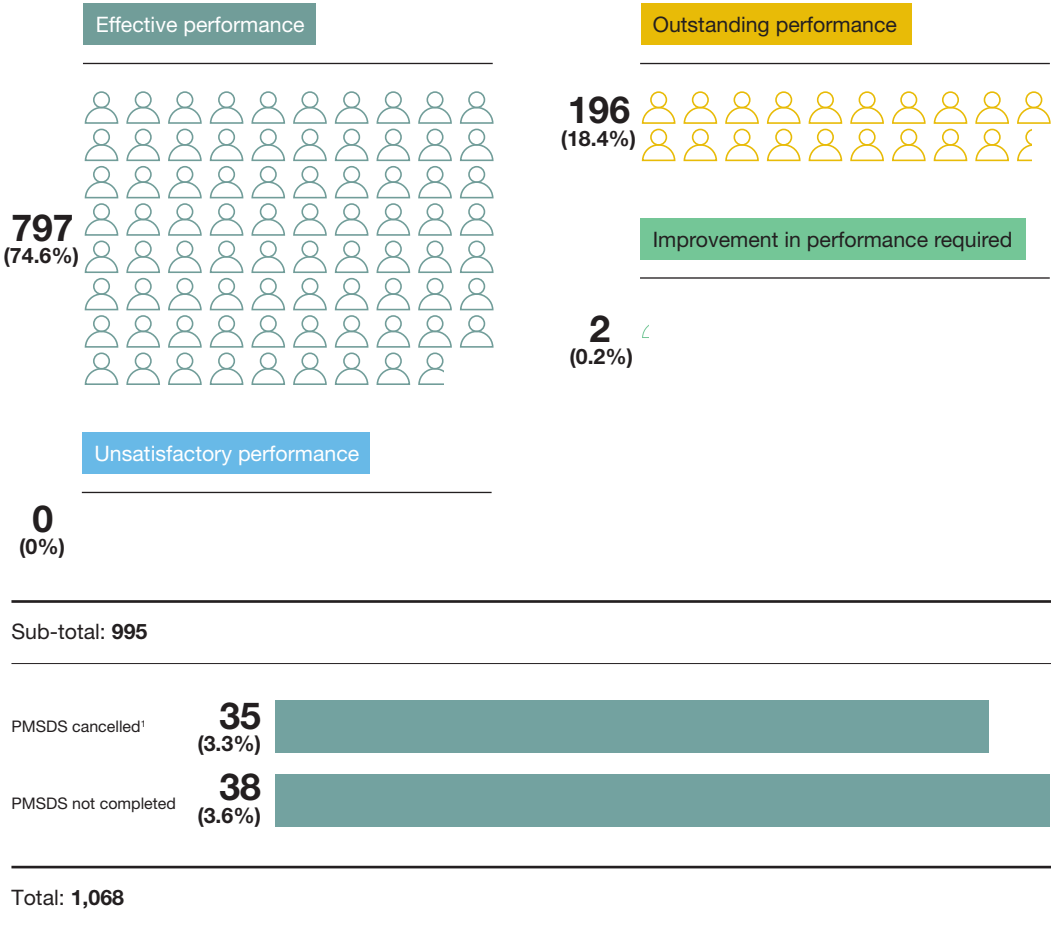 Effective performance
797
(74.6%)
Outstanding performance
196
(18.4%)
Improvement in performance required
2
(0.2%)
Unsatisfactory performance
0
(0%)
Sub-total: 995
PMSDS cancelled¹
35
(3.3%)
PMSDS not completed
38
(3.6%)
Total: 1,068